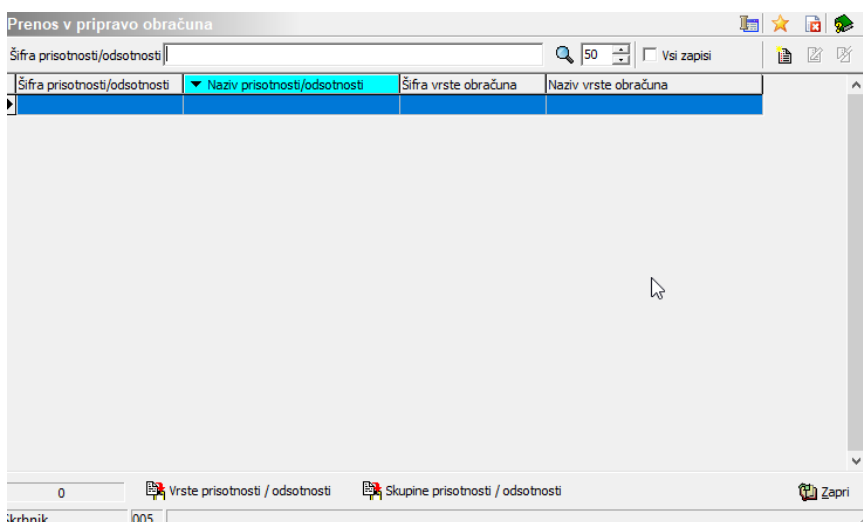 Prenos v pripravo obračuna
Šifra prisotnosti/odsotnosti 50 Vsi zapisi
Šifra prisotnosti/odsotnosti Naziv prisotnosti/odsotnosti Šifra vrste obračuna Naziv vrste obračuna
0 Vrste prisotnosti / odsotnosti Skupine prisotnosti / odsotnosti Zapri
Skrbnik 005